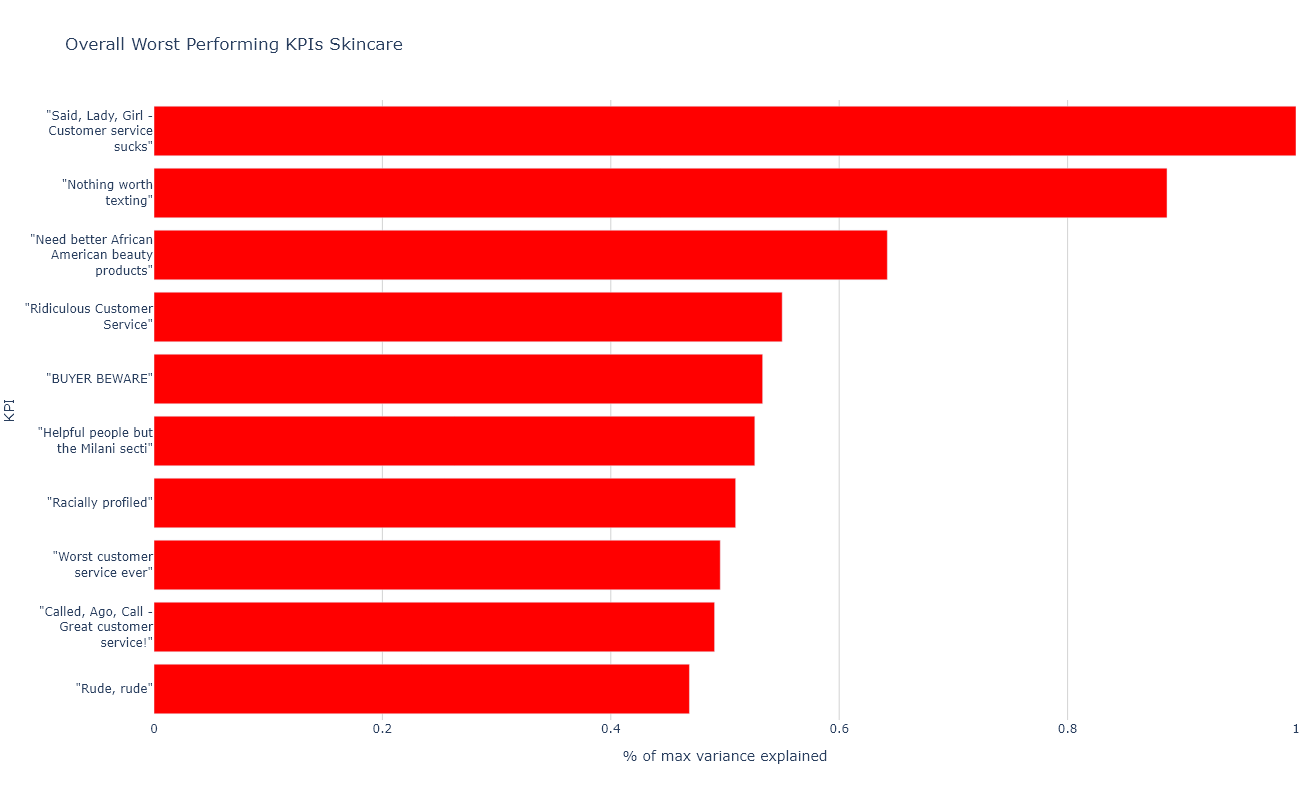 Overall Worst Performing KPIs Skincare
"Said, Lady, Girl -
Customer service
sucks"
"Nothing worth
texting"
"Need better African
American beauty
products"
"Ridiculous Customer
Service"
"BUYER BEWARE"
"Helpful people but
the Milani secti"
"Racially profiled"
"Worst customer
service ever"
"Called, Ago, Call -
Great customer
service!"
"Rude, rude"
KPI
0 0.2 0.4 0.6 0.8 1
% of max variance explained